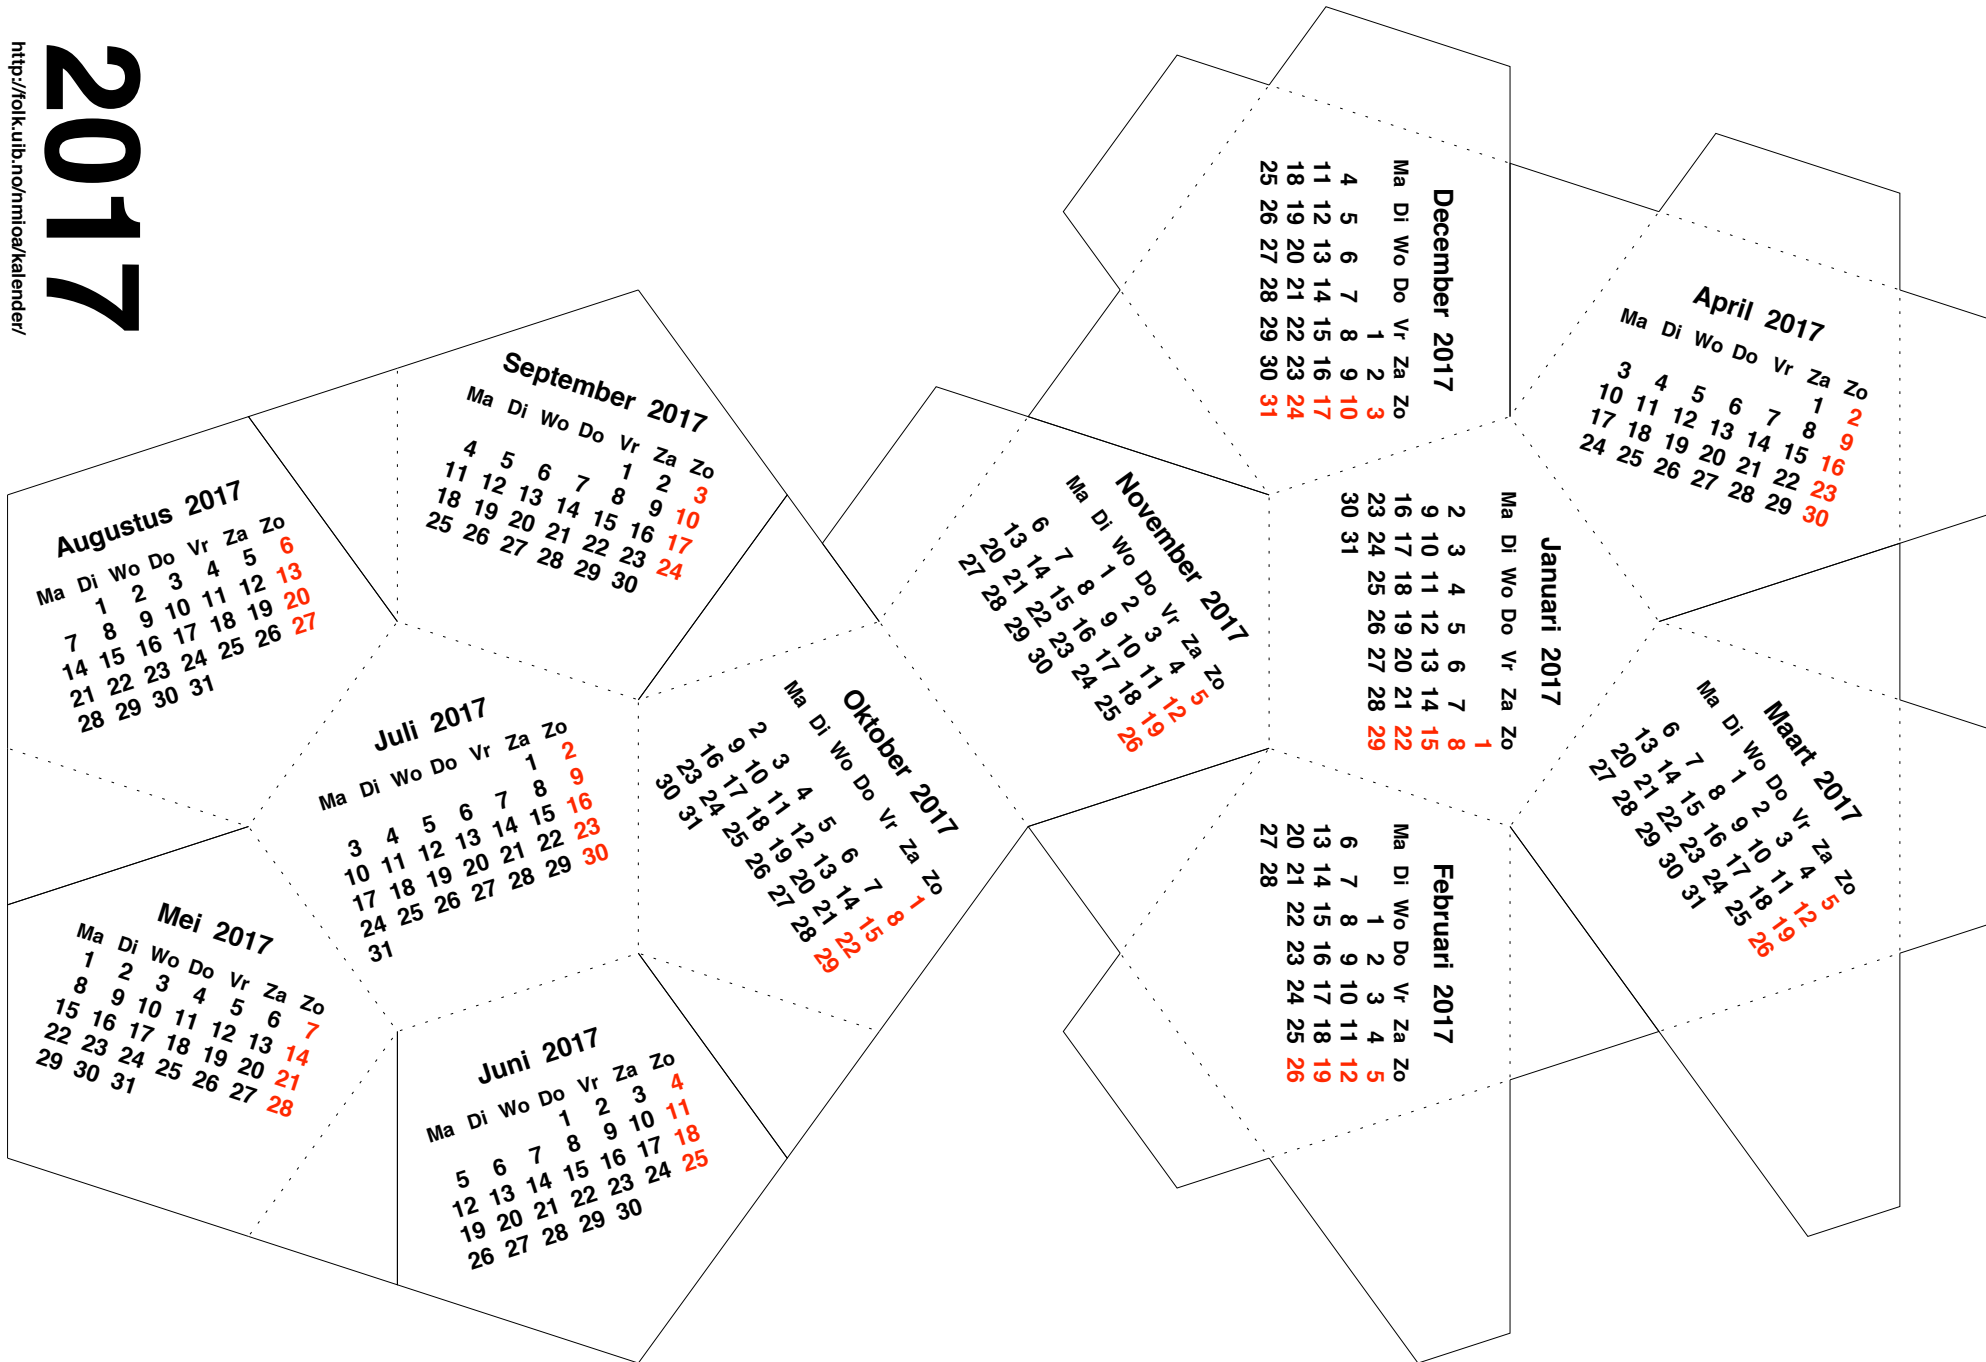 2017
http://folk.uib.no/nmioa/kalender/
Januari 2017
Ma Di Wo Do Vr Za Zo
1
2 3 4 5 6 7 8
9 10 11 12 13 14 15
16 17 18 19 20 21 22
23 24 25 26 27 28 29
30 31
Februari 2017
Ma Di Wo Do Vr Za Zo
1 2 3 4 5
6 7 8 9 10 11 12
13 14 15 16 17 18 19
20 21 22 23 24 25 26
27 28
Maart 2017
Ma Di Wo Do Vr Za Zo
1 2 3 4 5
6 7 8 9 10 11 12
13 14 15 16 17 18 19
20 21 22 23 24 25 26
27 28 29 30 31
April 2017
Ma Di Wo Do Vr Za Zo
1 2
3 4 5 6 7 8 9
10 11 12 13 14 15 16
17 18 19 20 21 22 23
24 25 26 27 28 29 30
Mei 2017
Ma Di Wo Do Vr Za Zo
1 2 3 4 5 6 7
8 9 10 11 12 13 14
15 16 17 18 19 20 21
22 23 24 25 26 27 28
29 30 31
Juni 2017
Ma Di Wo Do Vr Za Zo
1 2 3 4
5 6 7 8 9 10 11
12 13 14 15 16 17 18
19 20 21 22 23 24 25
26 27 28 29 30
Juli 2017
Ma Di Wo Do Vr Za Zo
1 2
3 4 5 6 7 8 9
10 11 12 13 14 15 16
17 18 19 20 21 22 23
24 25 26 27 28 29 30
31
Augustus 2017
Ma Di Wo Do Vr Za Zo
1 2 3 4 5 6
7 8 9 10 11 12 13
14 15 16 17 18 19 20
21 22 23 24 25 26 27
28 29 30 31
September 2017
Ma Di Wo Do Vr Za Zo
1 2 3
4 5 6 7 8 9 10
11 12 13 14 15 16 17
18 19 20 21 22 23 24
25 26 27 28 29 30
Oktober 2017
Ma Di Wo Do Vr Za Zo
1
2 3 4 5 6 7 8
9 10 11 12 13 14 15
16 17 18 19 20 21 22
23 24 25 26 27 28 29
30 31
November 2017
Ma Di Wo Do Vr Za Zo
1 2 3 4 5
6 7 8 9 10 11 12
13 14 15 16 17 18 19
20 21 22 23 24 25 26
27 28 29 30
December 2017
Ma Di Wo Do Vr Za Zo
1 2 3
4 5 6 7 8 9 10
11 12 13 14 15 16 17
18 19 20 21 22 23 24
25 26 27 28 29 30 31